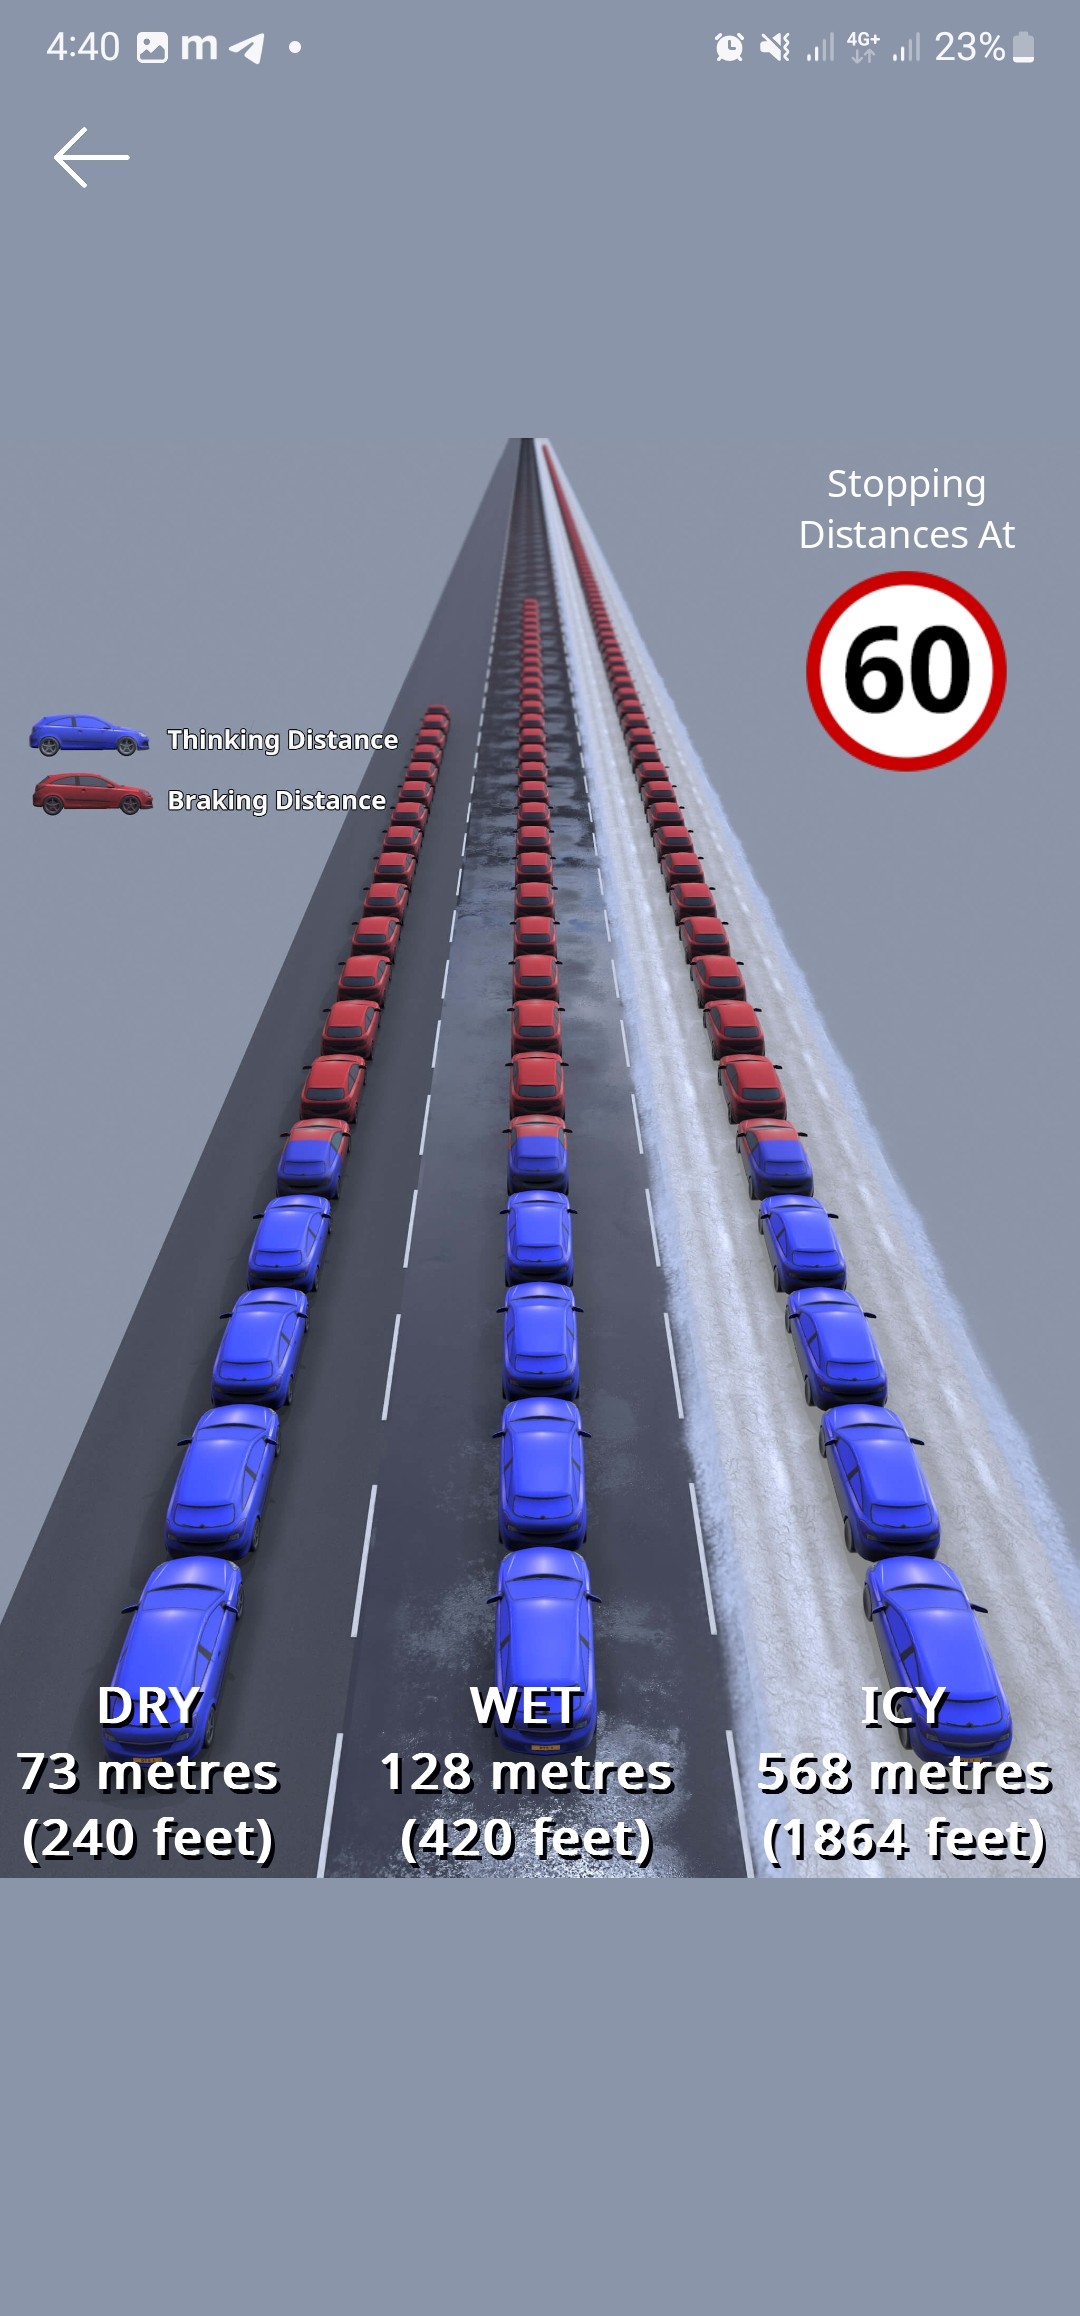 4:40 m 4G+ 23%
Stopping
Distances At
60
Thinking Distance
Braking Distance
DRY WET ICY
73 metres 128 metres 568 metres
(240 feet) (420 feet) (1864 feet)